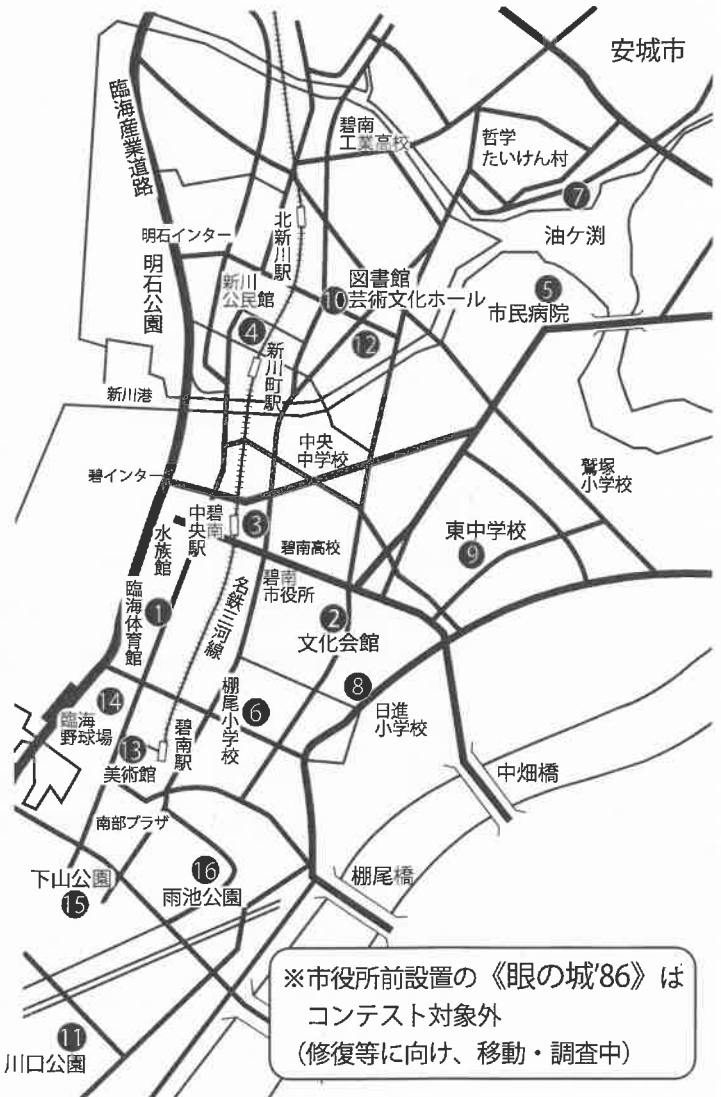 安城市
臨海産業道路
碧南
工業高校
哲学
たいけん村
7
油ケ渕
北新川駅
明石インター
明石公園
新川
公民館
4
10
図書館
芸術文化ホール
5
市民病院
12
新川町駅
新川港
中央
中学校
鷲塚
小学校
碧インター
碧南
中央駅
3
水族館
碧南高校
東中学校
9
碧南
市役所
名鉄三河線
臨海体育館
1
2
文化会館
8
日進
小学校
棚尾小学校
6
14
臨海
野球場
13
美術館
碧南駅
中畑橋
南部プラザ
下山公園
15
16
雨池公園
棚尾橋
※市役所前設置の《眼の城'86》は
コンテスト対象外
(修復等に向け、移動・調査中)
11
川口公園